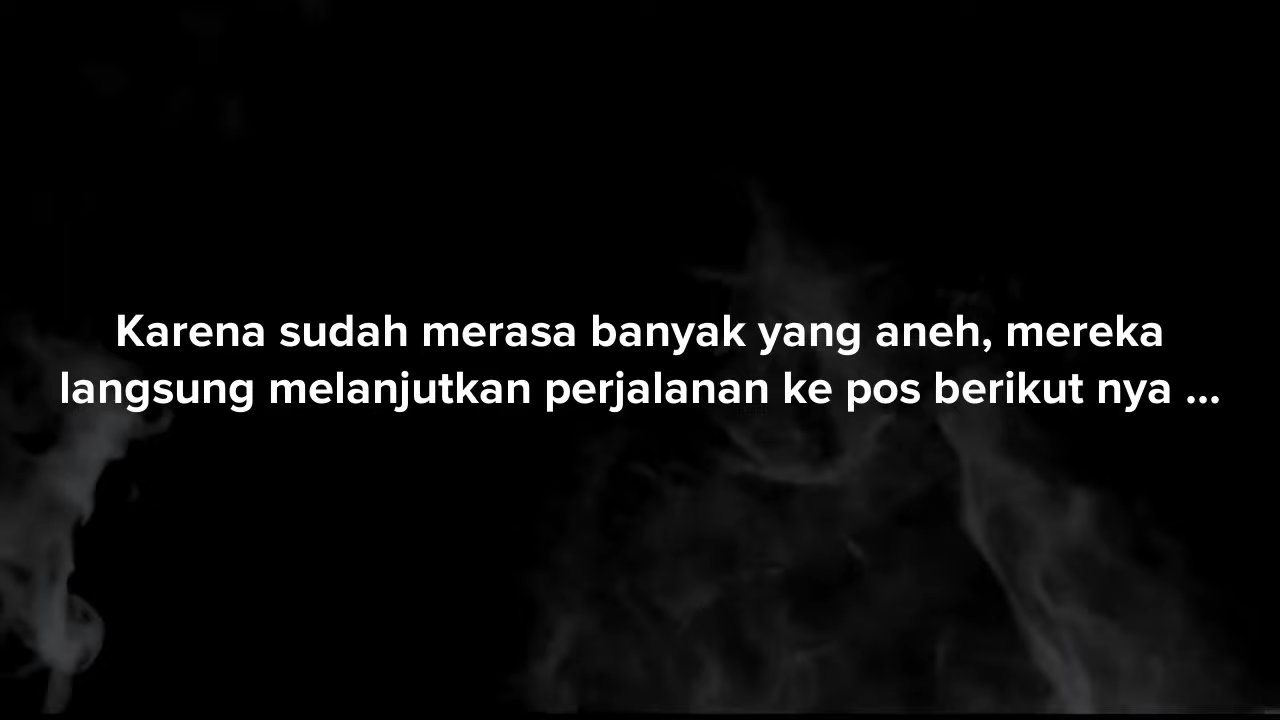 Karena sudah merasa banyak yang aneh, mereka
langsung melanjutkan perjalanan ke pos berikut nya ...